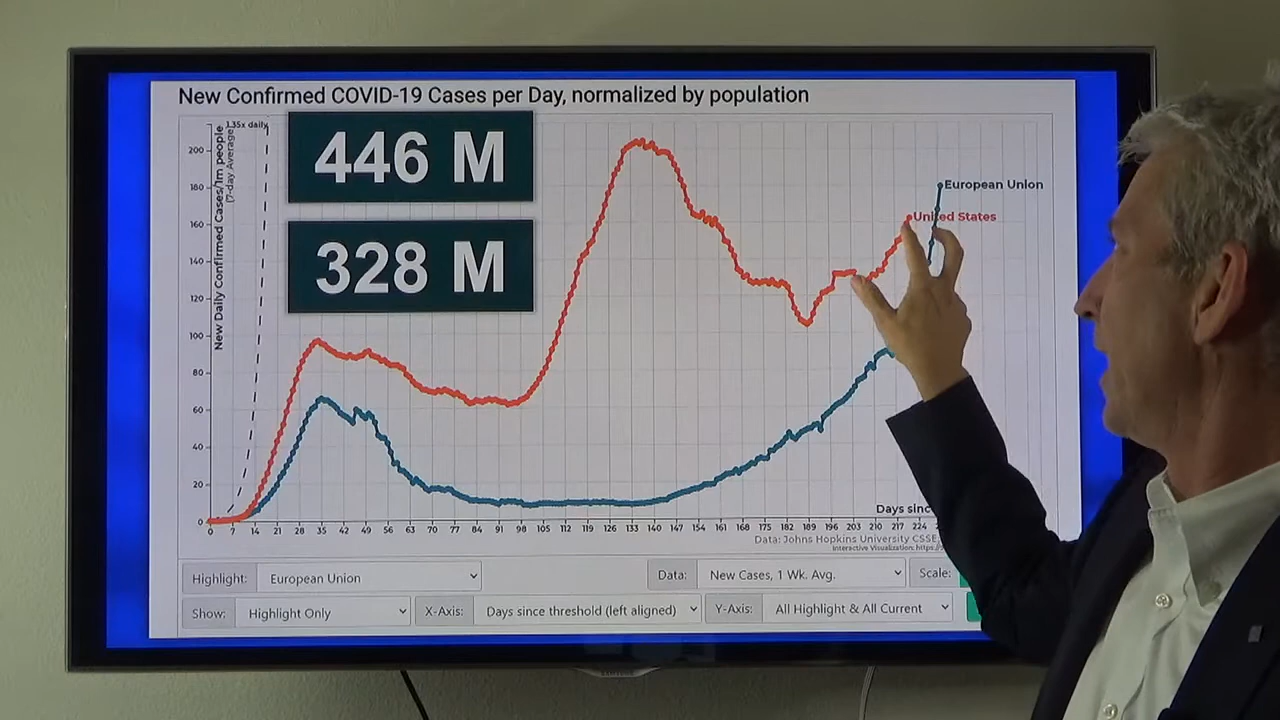 New Confirmed COVID-19 Cases per Day, normalized by population
1.35x daily
New Daily Confirmed Cases/1m people
(7-day Average)
446 M
328 M
200
180
160
140
120
100
80
60
40
20
0
European Union
United States
Days sinc
0 7 14 21 28 35 42 49 56 63 70 77 84 91 98 105 112 119 126 133 140 147 154 161 168 175 182 189 196 203 210 217 224
Data: Johns Hopkins University CSSE
Interactive Visualization: https:/
Highlight: European Union Data: New Cases, 1 Wk. Avg. Scale:
Show: Highlight Only X-Axis: Days since threshold (left aligned) Y-Axis: All Highlight & All Current